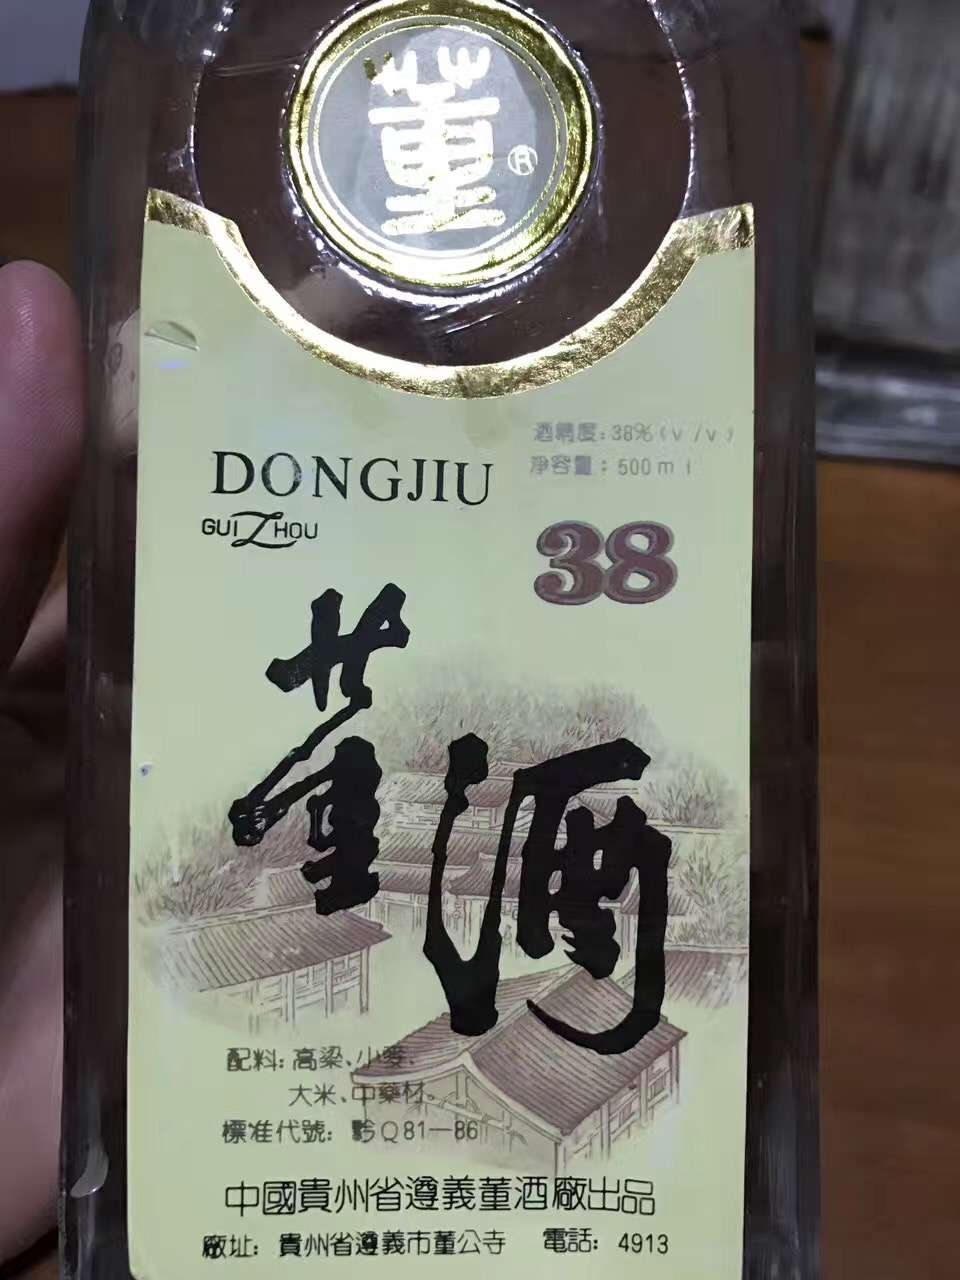 董®
酒精度:38%(v/v)
淨容量:500ml
DONGJIU
GUIZHOU
38
董酒
配料:高梁、小麥、
大米、中藥材。
標准代號:黔Q81—86
中國貴州省遵義董酒廠出品
廠址:貴州省遵義市董公寺 電話:4913